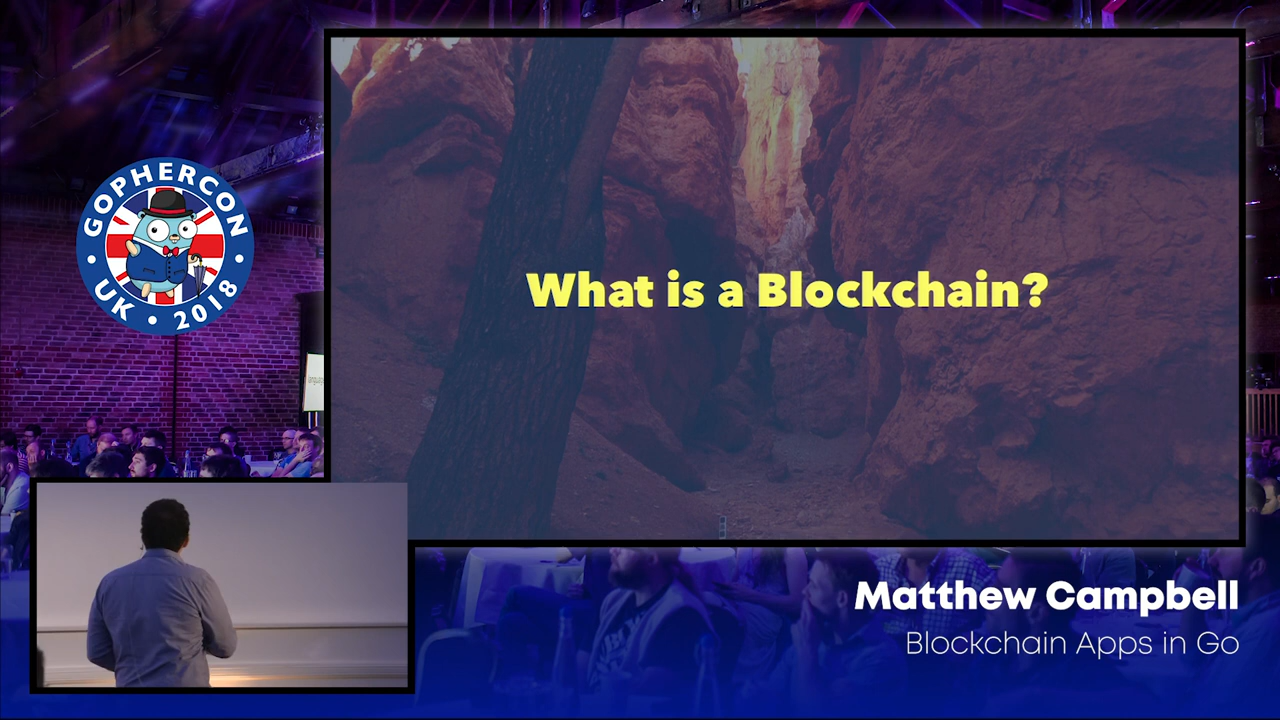 GOPHERCON
UK • 2018
What is a Blockchain?
Matthew Campbell
Blockchain Apps in Go